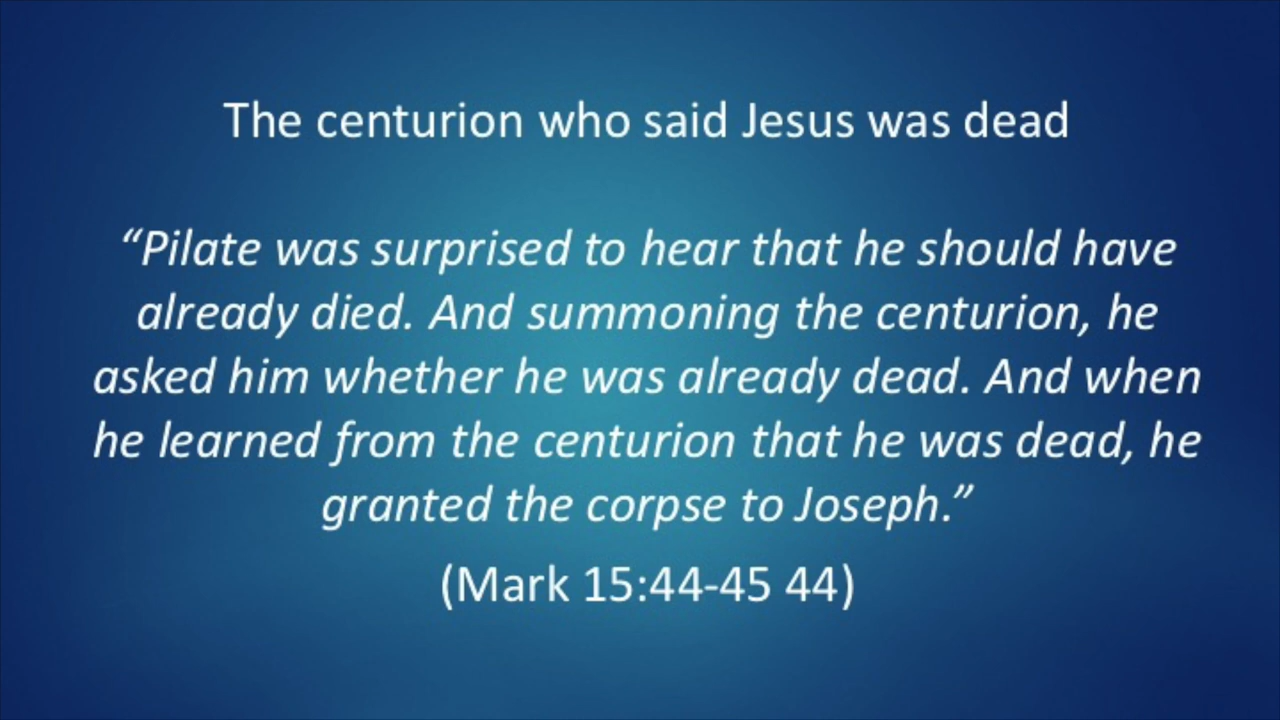 The centurion who said Jesus was dead
“Pilate was surprised to hear that he should have
already died. And summoning the centurion, he
asked him whether he was already dead. And when
he learned from the centurion that he was dead, he
granted the corpse to Joseph.”
(Mark 15:44-45 44)